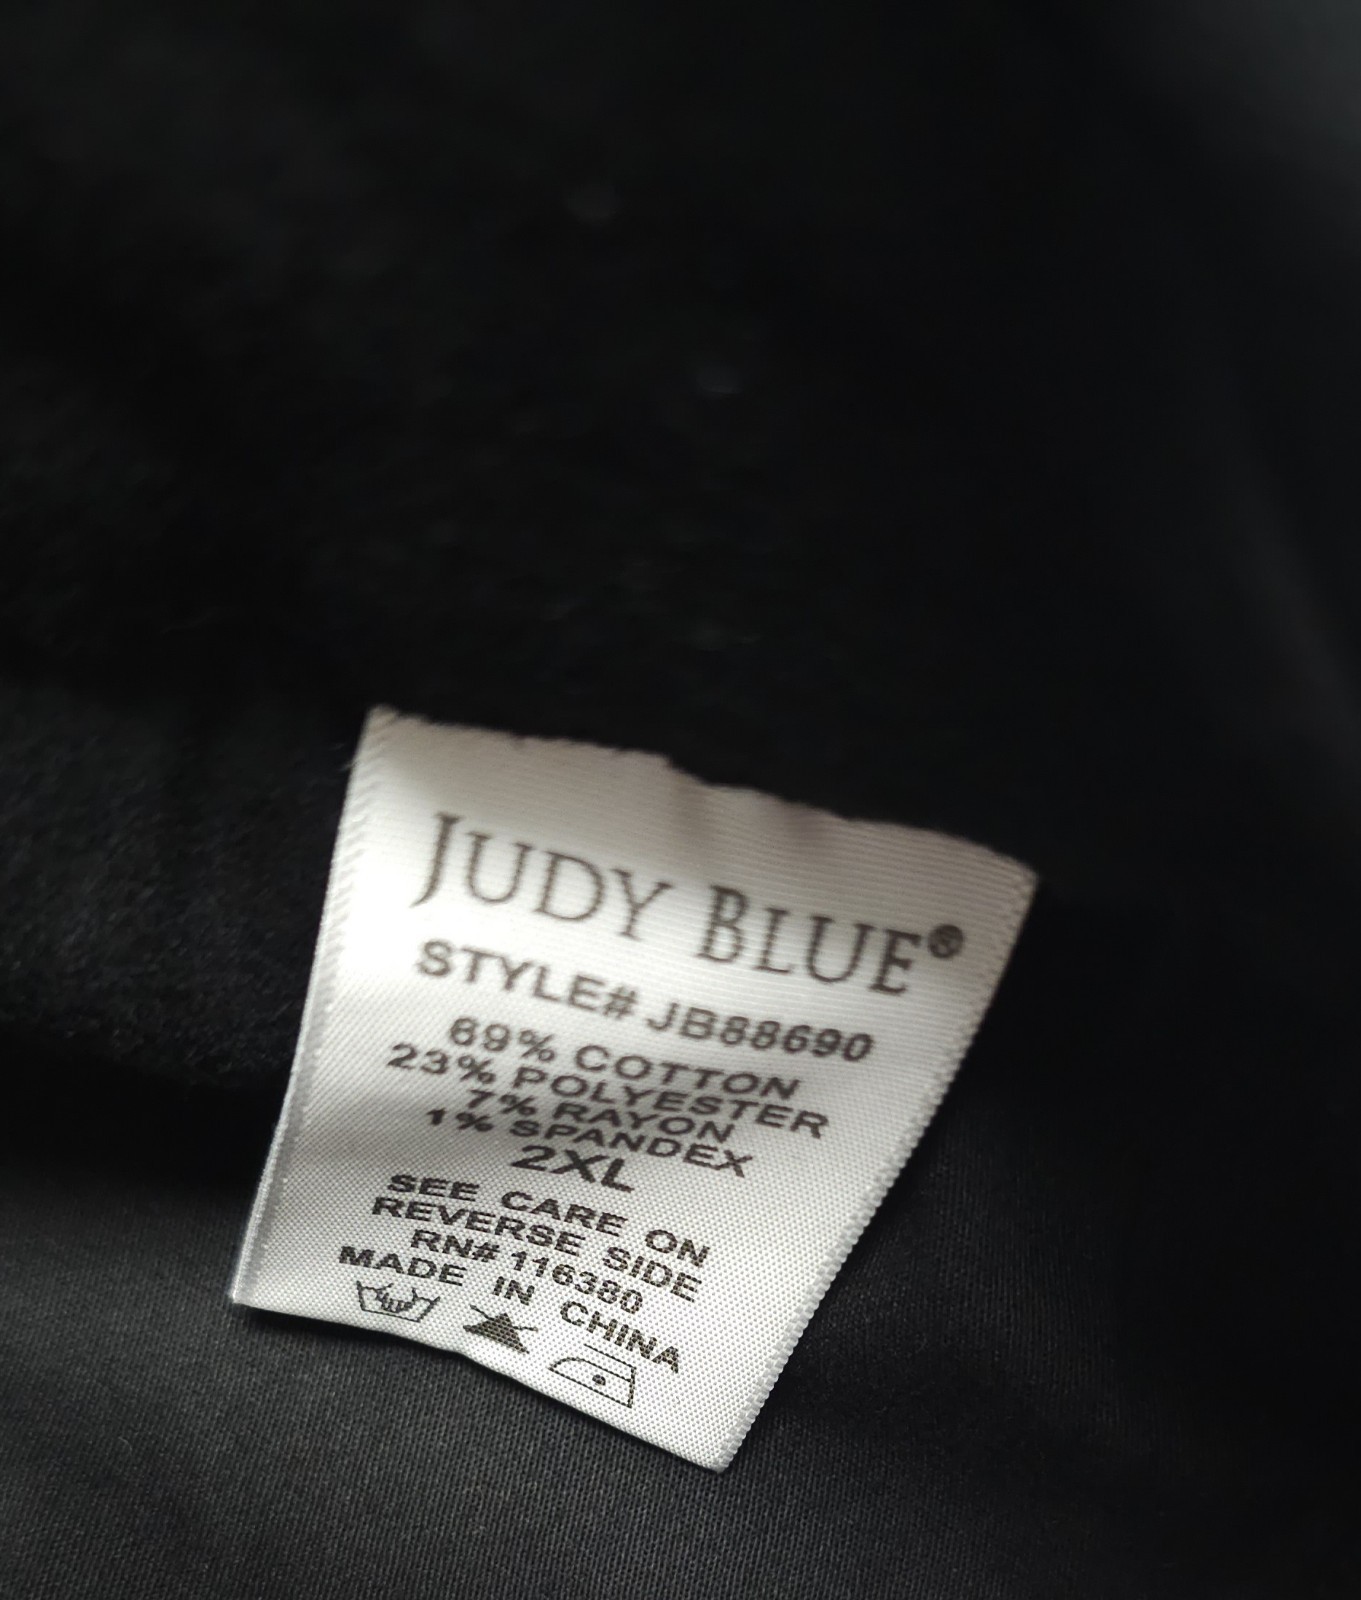 JUDY BLUE®
STYLE# JB88690
69% COTTON
23% POLYESTER
7% RAYON
1% SPANDEX
2XL
SEE CARE ON
REVERSE SIDE
RN# 116380
MADE IN CHINA